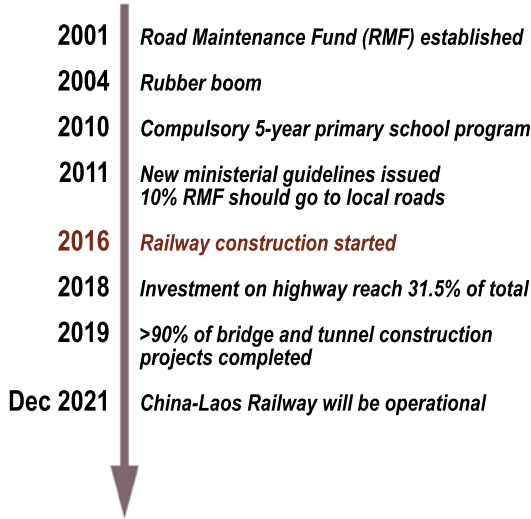 2001 Road Maintenance Fund (RMF) established
2004 Rubber boom
2010 Compulsory 5-year primary school program
2011 New ministerial guidelines issued
10% RMF should go to local roads
2016 Railway construction started
2018 Investment on highway reach 31.5% of total
2019 >90% of bridge and tunnel construction
projects completed
Dec 2021 China-Laos Railway will be operational